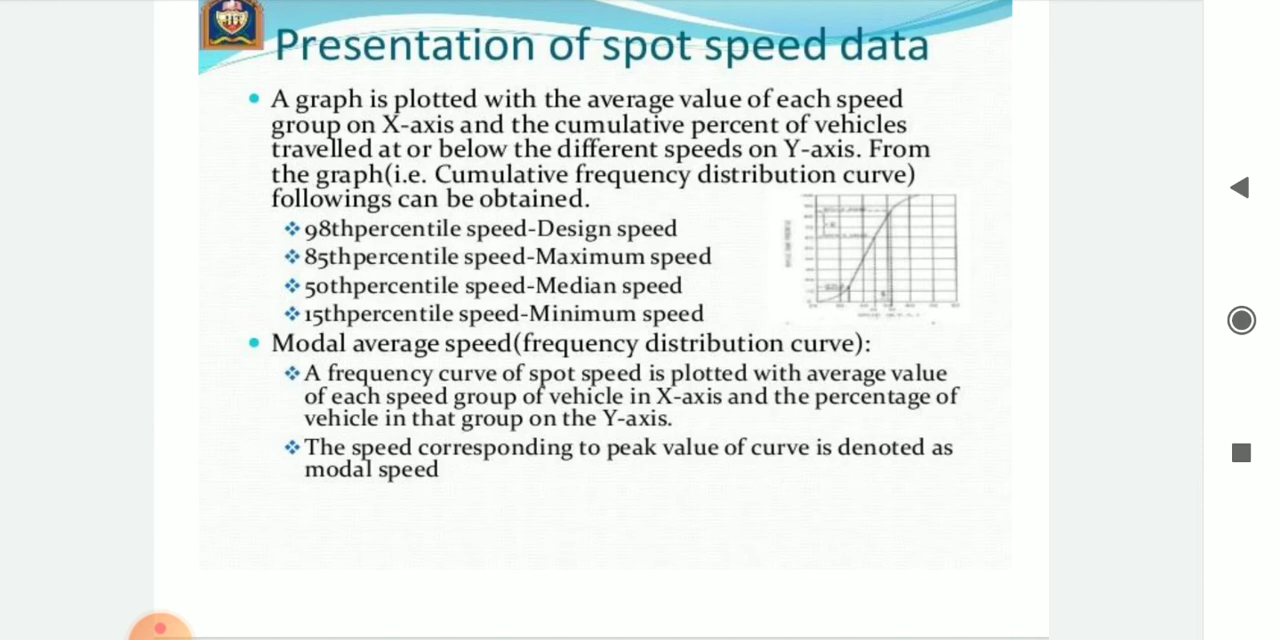 Presentation of spot speed data
A graph is plotted with the average value of each speed
group on X-axis and the cumulative percent of vehicles
travelled at or below the different speeds on Y-axis. From
the graph(i.e. Cumulative frequency distribution curve)
followings can be obtained.
98thpercentile speed-Design speed
85thpercentile speed-Maximum speed
50thpercentile speed-Median speed
15thpercentile speed-Minimum speed
Modal average speed(frequency distribution curve):
A frequency curve of spot speed is plotted with average value
of each speed group of vehicle in X-axis and the percentage of
vehicle in that group on the Y-axis.
The speed corresponding to peak value of curve is denoted as
modal speed